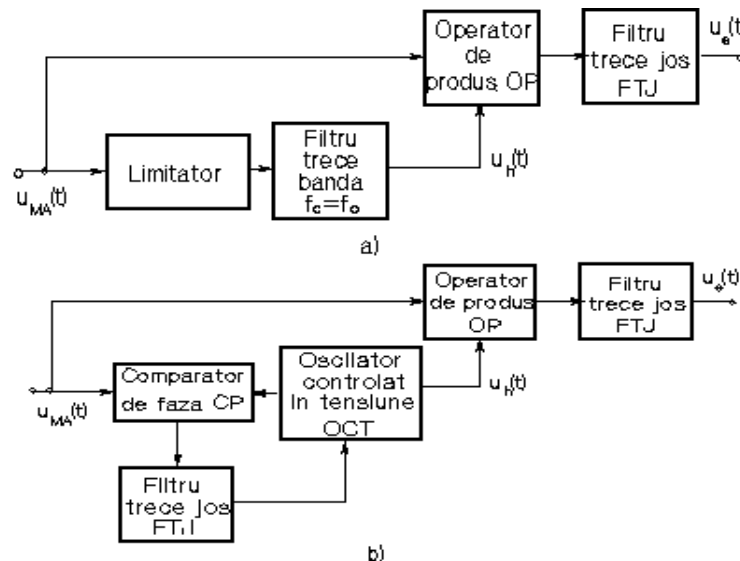 Operator
de
produs, OP
Filtru
trece jos
FTJ
u_e(t)
Limitator
Filtru
trece
banda
f_c=f_o
u_h(t)
u_MA(t)
a)
Operator
de produs
OP
Filtru
trece jos
FTJ
u_e(t)
Comparator
de faza CP
Oscilator
controlat
in tensiune
OCT
u_h(t)
u_MA(t)
Filtru
trece jos
FTJ
b)